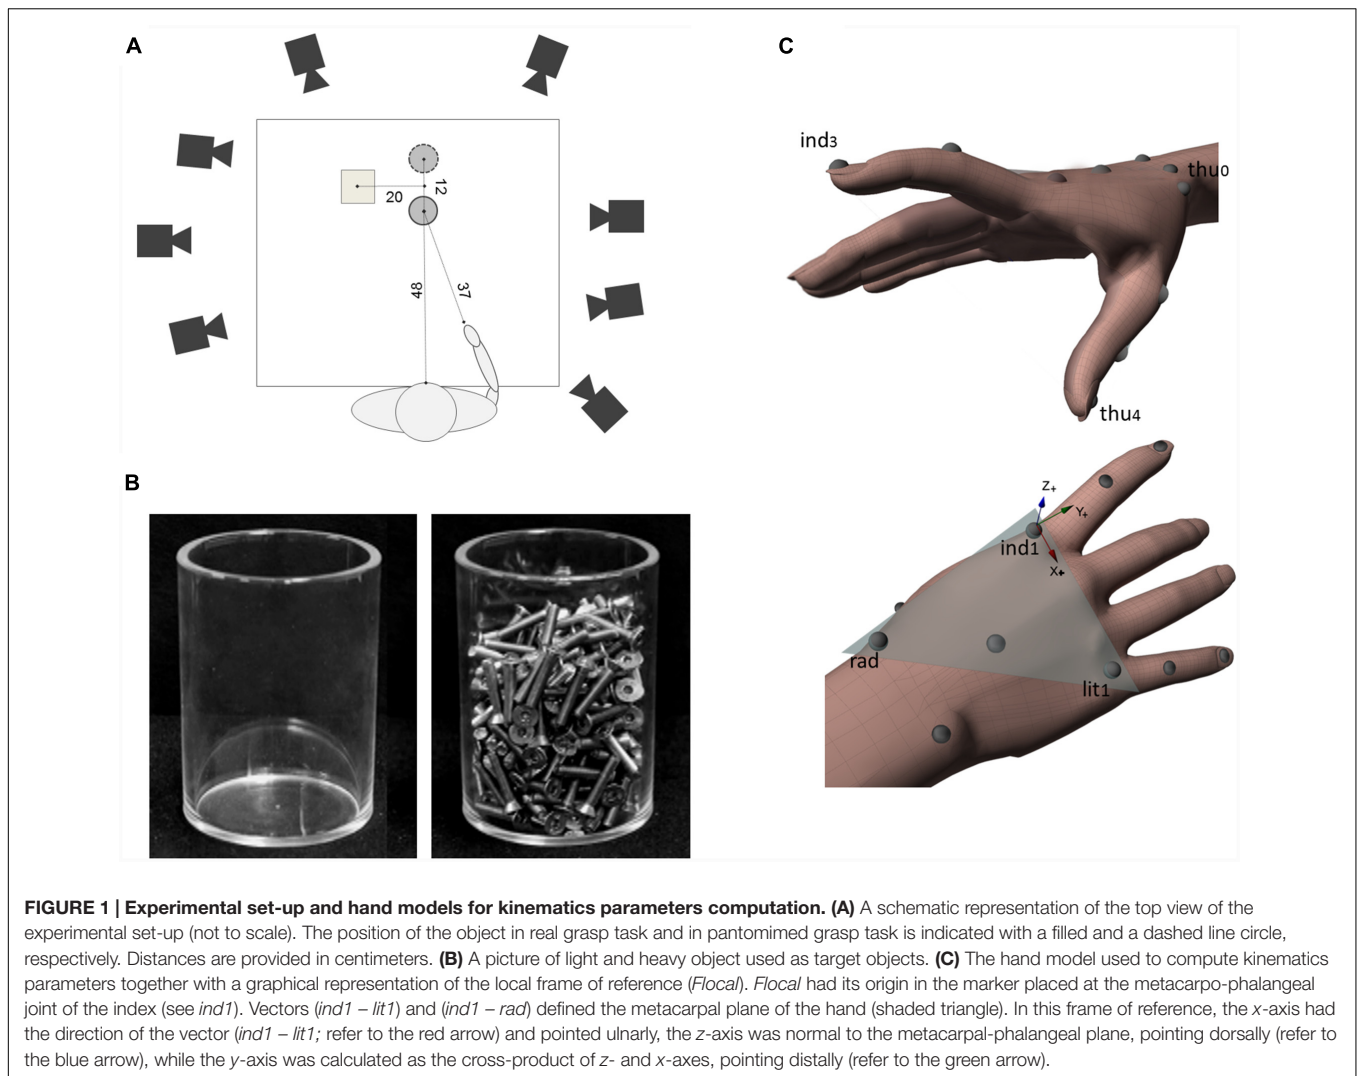 A
20
12
48
37
B
C
ind3
thu0
thu4
Z+
Y+
ind1
X+
rad
lit1
FIGURE 1 | Experimental set-up and hand models for kinematics parameters computation. (A) A schematic representation of the top view of the
experimental set-up (not to scale). The position of the object in real grasp task and in pantomimed grasp task is indicated with a filled and a dashed line circle,
respectively. Distances are provided in centimeters. (B) A picture of light and heavy object used as target objects. (C) The hand model used to compute kinematics
parameters together with a graphical representation of the local frame of reference (Flocal). Flocal had its origin in the marker placed at the metacarpo-phalangeal
joint of the index (see ind1). Vectors (ind1 – lit1) and (ind1 – rad) defined the metacarpal plane of the hand (shaded triangle). In this frame of reference, the x-axis had
the direction of the vector (ind1 – lit1; refer to the red arrow) and pointed ulnarly, the z-axis was normal to the metacarpal-phalangeal plane, pointing dorsally (refer to
the blue arrow), while the y-axis was calculated as the cross-product of z- and x-axes, pointing distally (refer to the green arrow).